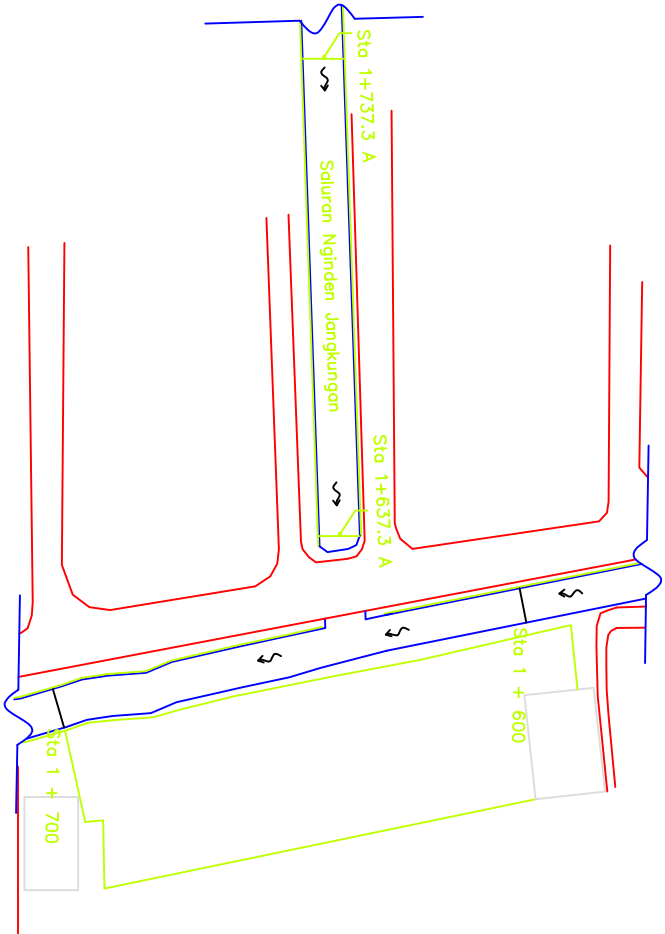 Sta 1+737.3 A
Saluran Nginden Jangkungan
Sta 1+637.3 A
Sta 1 + 600
Sta 1 + 700